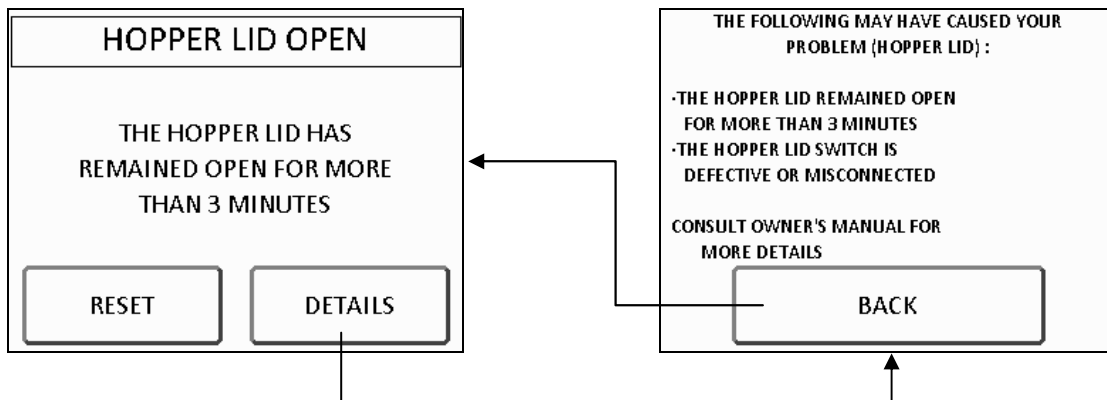 HOPPER LID OPEN
THE HOPPER LID HAS
REMAINED OPEN FOR MORE
THAN 3 MINUTES
RESET
DETAILS
THE FOLLOWING MAY HAVE CAUSED YOUR
PROBLEM (HOPPER LID) :
·THE HOPPER LID REMAINED OPEN
FOR MORE THAN 3 MINUTES
·THE HOPPER LID SWITCH IS
DEFECTIVE OR MISCONNECTED
CONSULT OWNER'S MANUAL FOR
MORE DETAILS
BACK